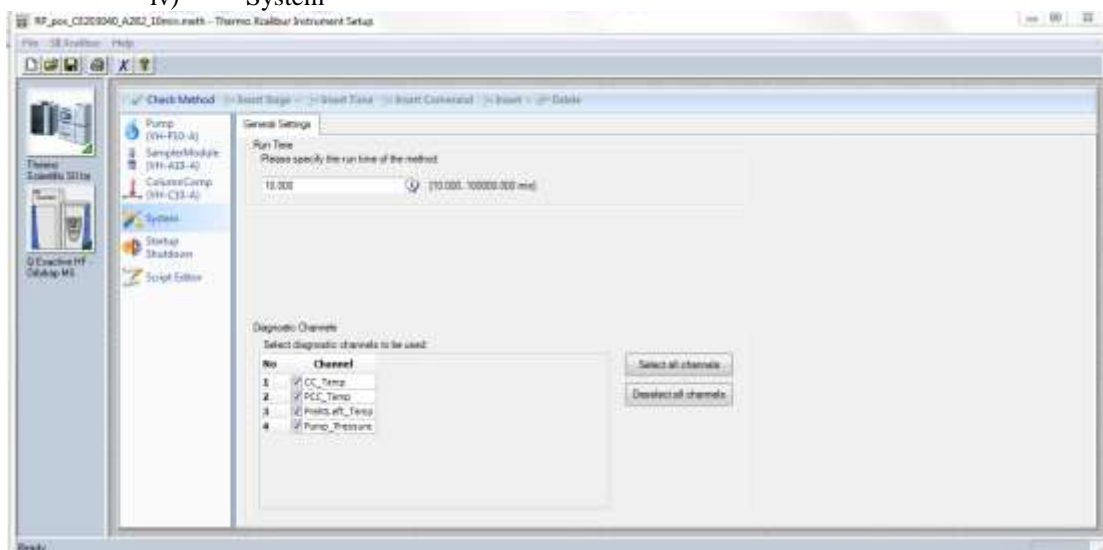 iv) System
RP_pos_C0203040_A2B2_10min.meth - Thermo Xcalibur Instrument Setup
File SII Xcalibur Help
Check Method Insert Stage Insert Time Insert Command Insert Delete
Thermo
Scientific SII for
Q Exactive HF -
Orbitrap MS
Pump
(VH-P10-A)
SamplerModule
(VH-A10-A)
ColumnComp
(VH-C10-A)
System
Startup
Shutdown
Script Editor
General Settings
Run Time
Please specify the run time of the method
10.000 [10.000..100000.000 min]
Diagnostic Channels
Select diagnostic channels to be used:
No Channel
1 CC_Temp
2 PCC_Temp
3 PreHtLeft_Temp
4 Pump_Pressure
Select all channels
Deselect all channels
Ready